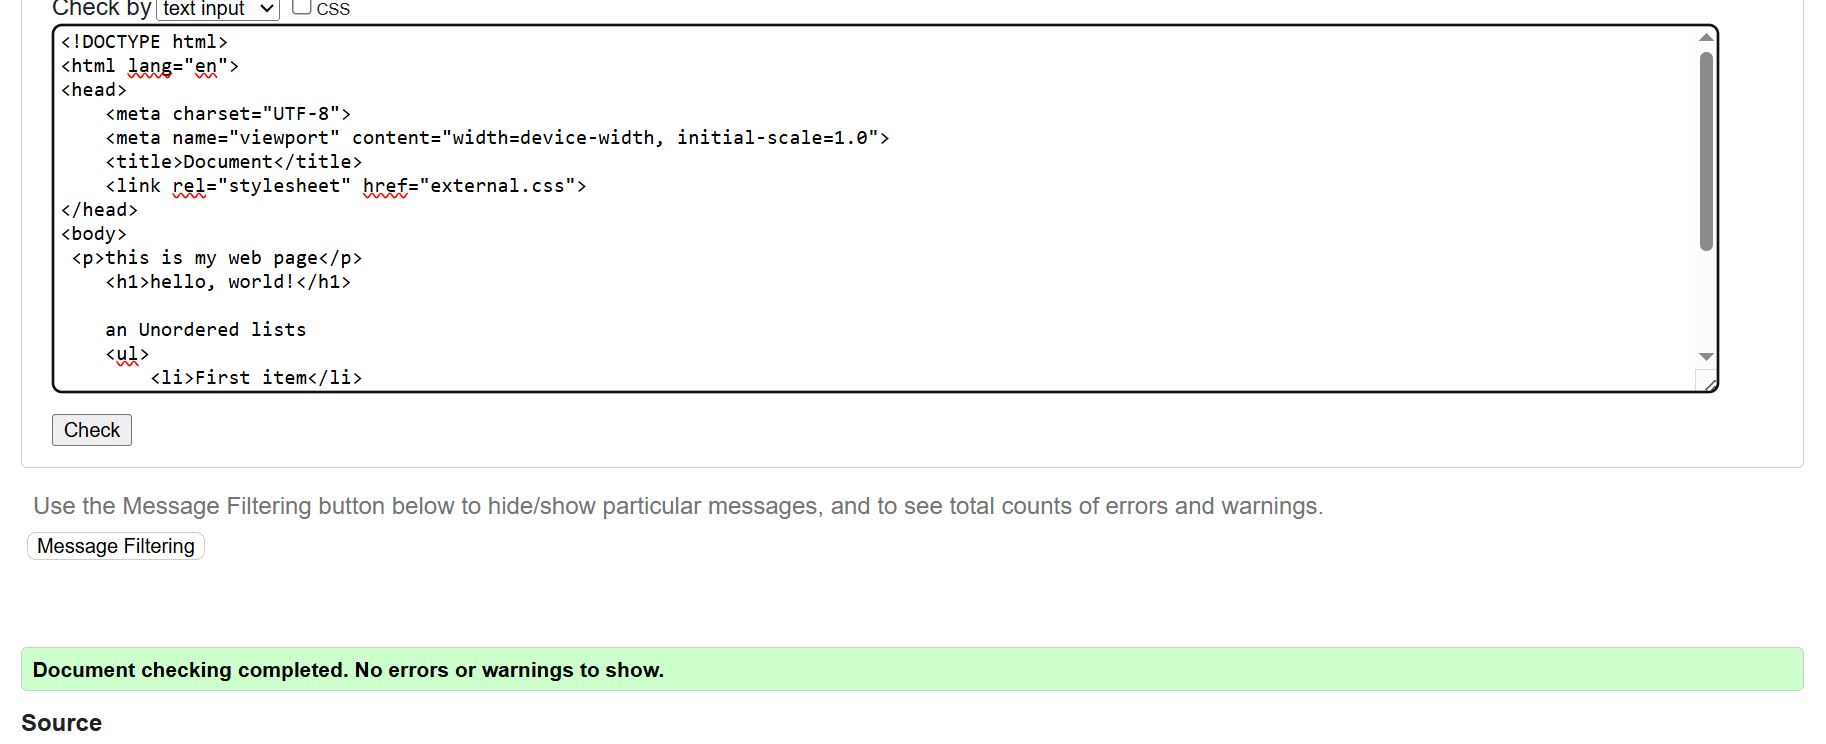 Check by text input CSS
<!DOCTYPE html>
<html lang="en">
<head>
    <meta charset="UTF-8">
    <meta name="viewport" content="width=device-width, initial-scale=1.0">
    <title>Document</title>
    <link rel="stylesheet" href="external.css">
</head>
<body>
 <p>this is my web page</p>
    <h1>hello, world!</h1>
    an Unordered lists
    <ul>
        <li>First item</li>
Check
Use the Message Filtering button below to hide/show particular messages, and to see total counts of errors and warnings.
Message Filtering
Document checking completed. No errors or warnings to show.
Source